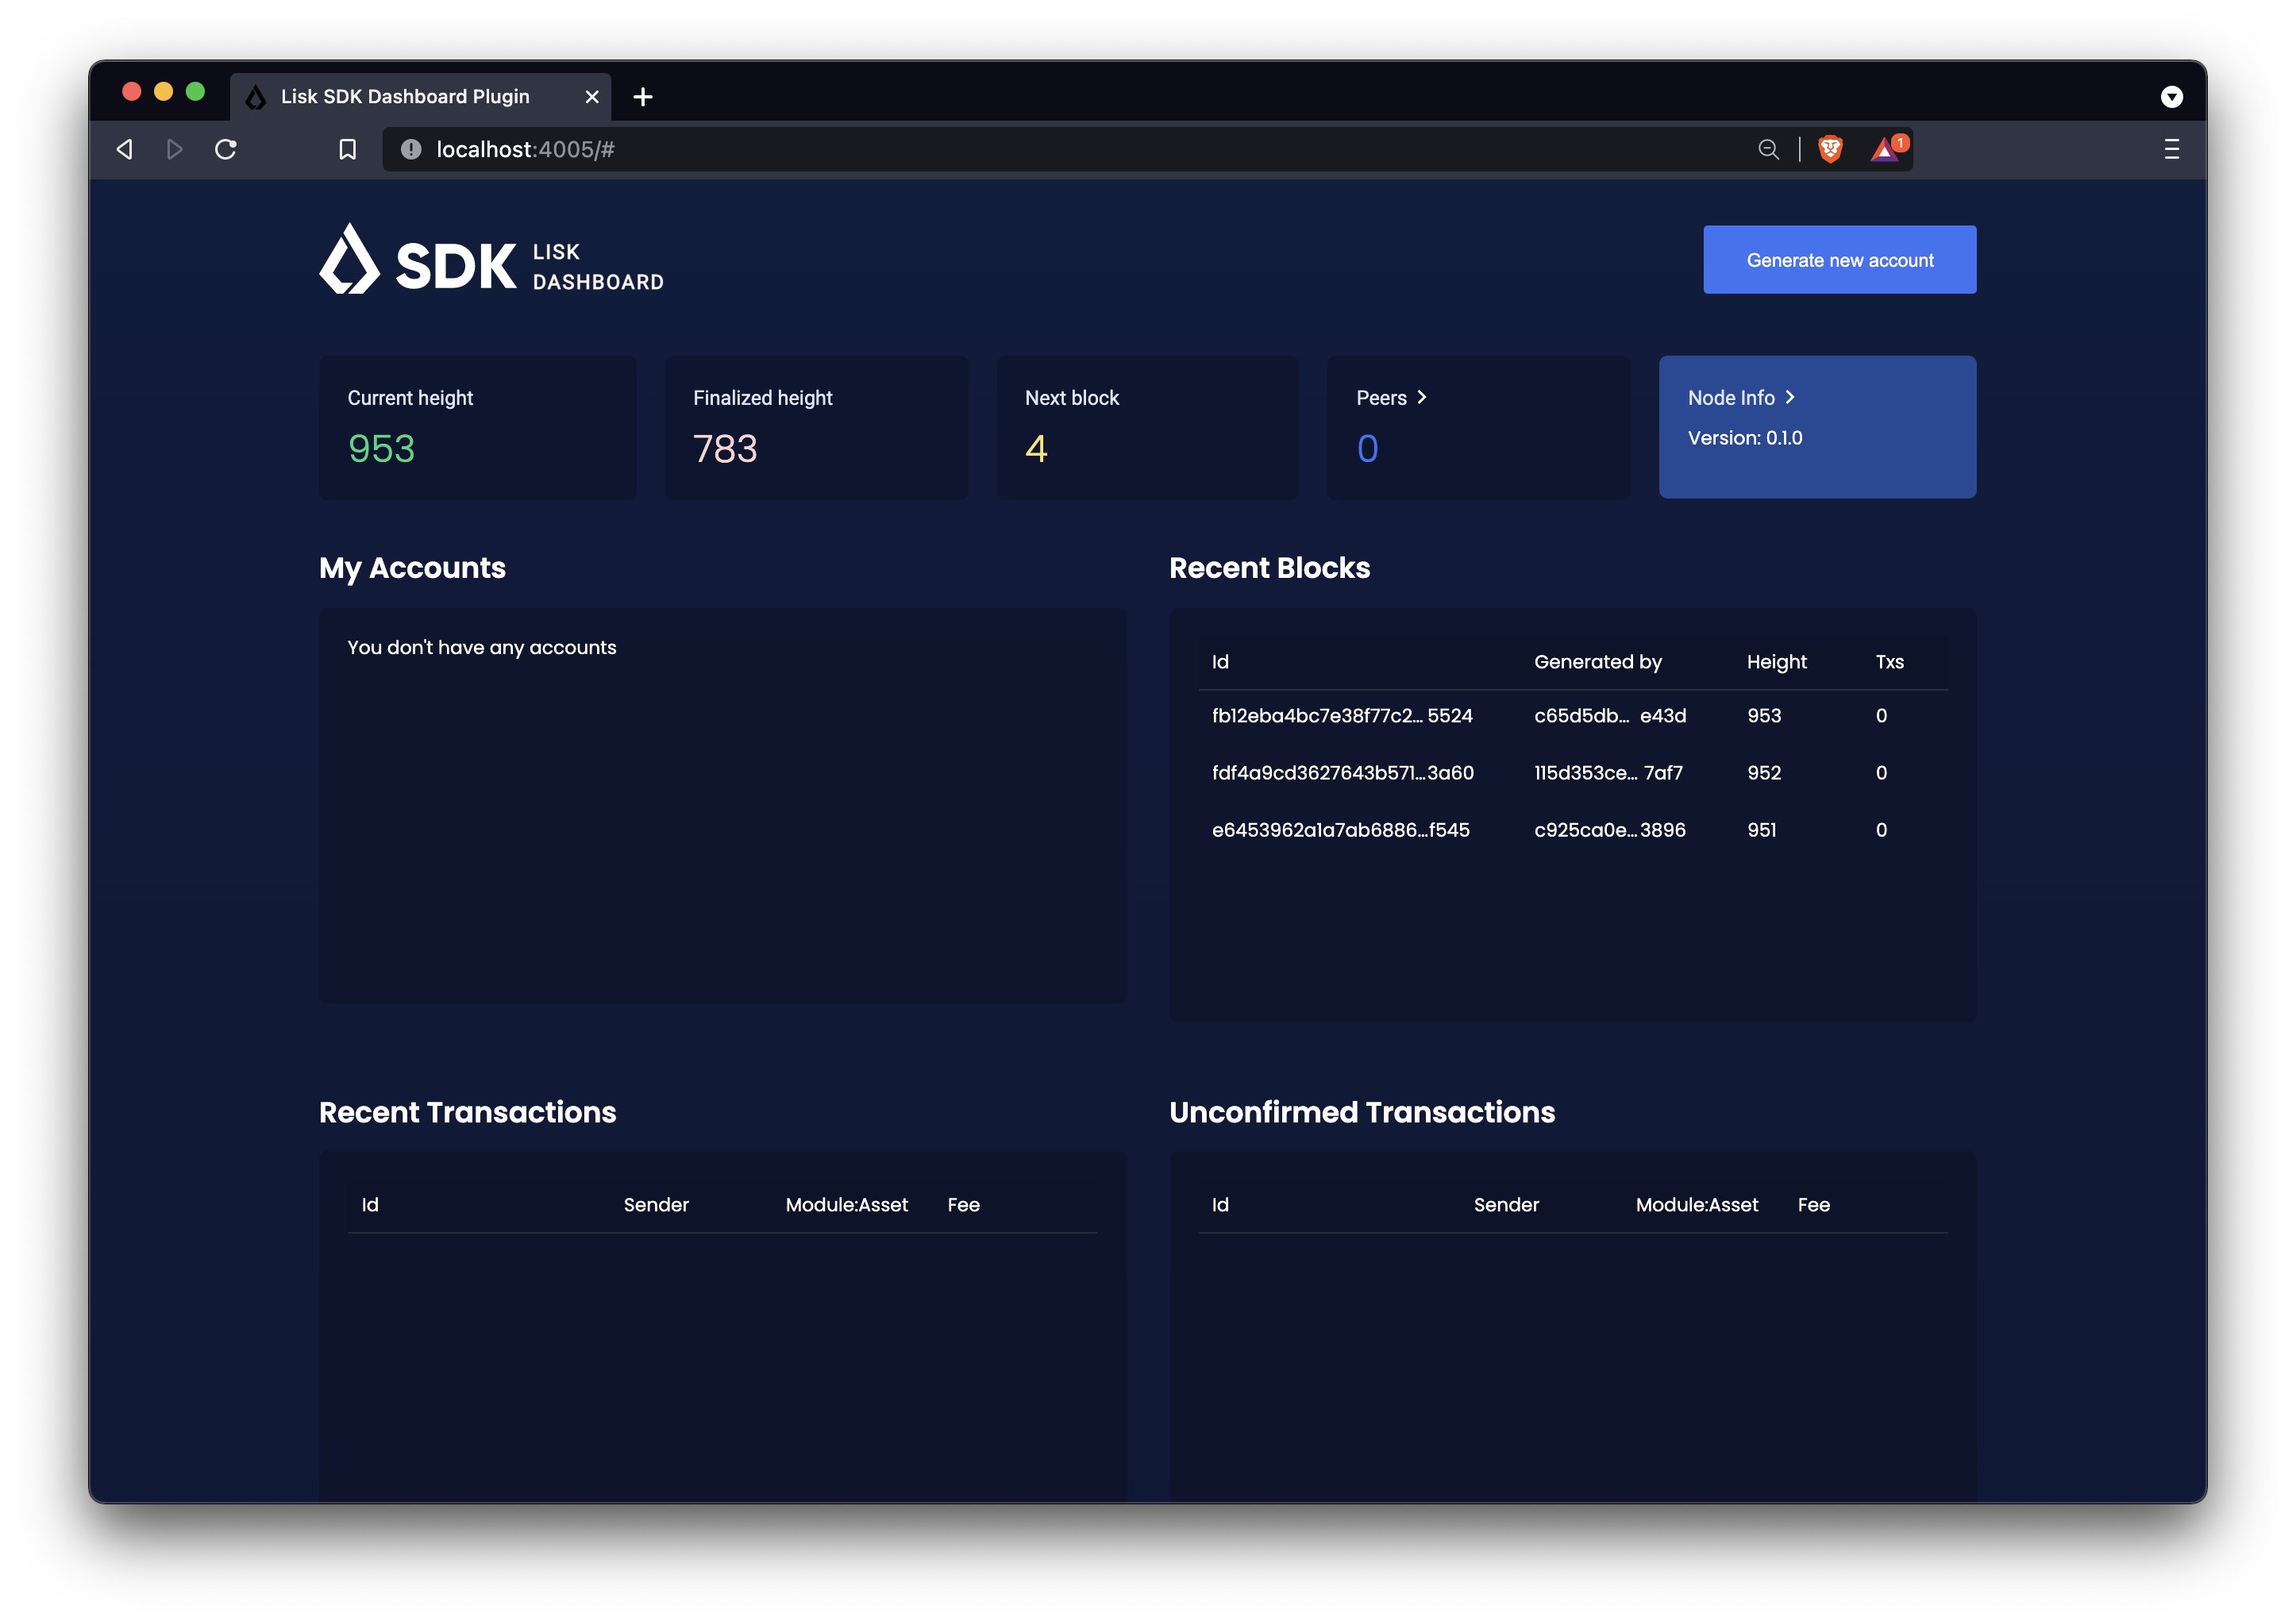 Lisk SDK Dashboard Plugin
localhost:4005/#
1
SDK LISK DASHBOARD
Generate new account
Current height
953
Finalized height
783
Next block
4
Peers
0
Node Info
Version: 0.1.0
My Accounts
You don't have any accounts
Recent Blocks
Id Generated by Height Txs
fb12eba4bc7e38f77c2... 5524 c65d5db... e43d 953 0
fdf4a9cd3627643b571...3a60 115d353ce... 7af7 952 0
e6453962a1a7ab6886...f545 c925ca0e...3896 951 0
Recent Transactions
Id Sender Module:Asset Fee
Unconfirmed Transactions
Id Sender Module:Asset Fee